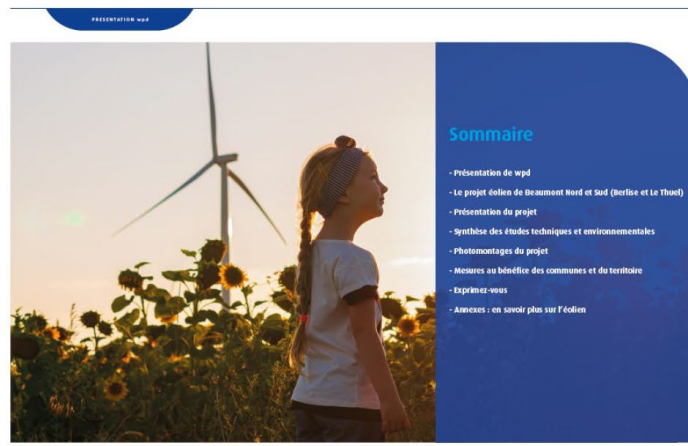 PRESENTATION wpd
Sommaire
- Présentation de wpd
- Le projet éolien de Beaumont Nord et Sud (Berlise et Le Thuel)
- Présentation du projet
- Synthèse des études techniques et environnementales
- Photomontages du projet
- Mesures au bénéfice des communes et du territoire
- Exprimez-vous
- Annexes : en savoir plus sur l'éolien